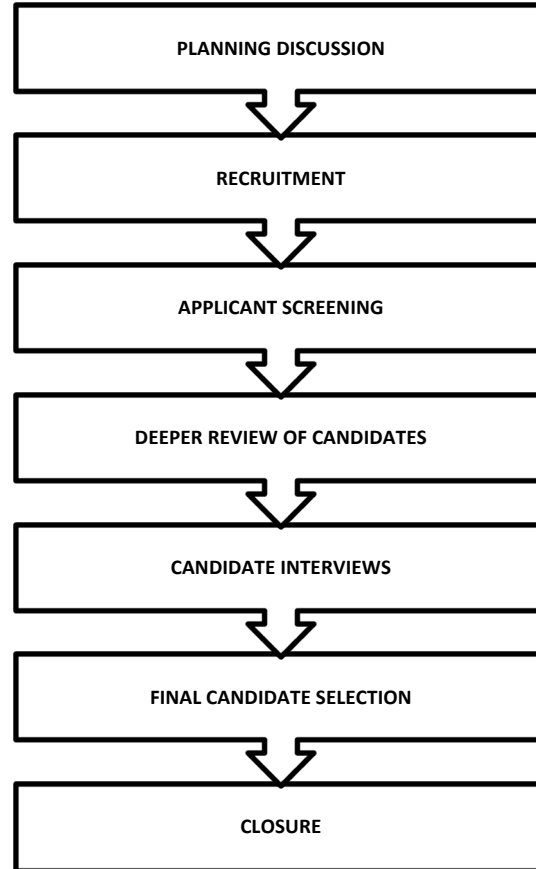 PLANNING DISCUSSION
RECRUITMENT
APPLICANT SCREENING
DEEPER REVIEW OF CANDIDATES
CANDIDATE INTERVIEWS
FINAL CANDIDATE SELECTION
CLOSURE